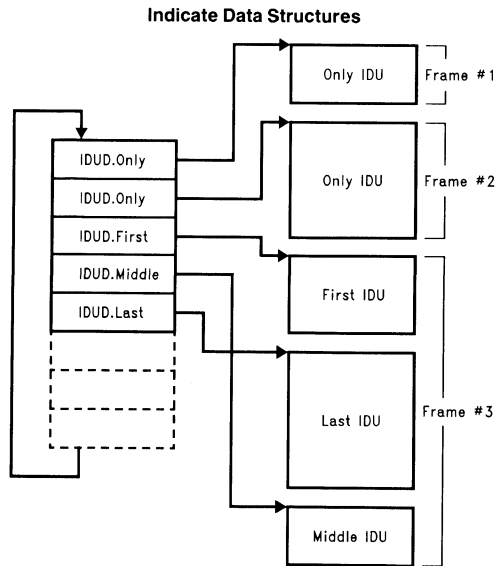 Indicate Data Structures
Only IDU
Frame #1
IDUD.Only
IDUD.Only
IDUD.First
IDUD.Middle
IDUD.Last
Only IDU
Frame #2
First IDU
Last IDU
Frame #3
Middle IDU